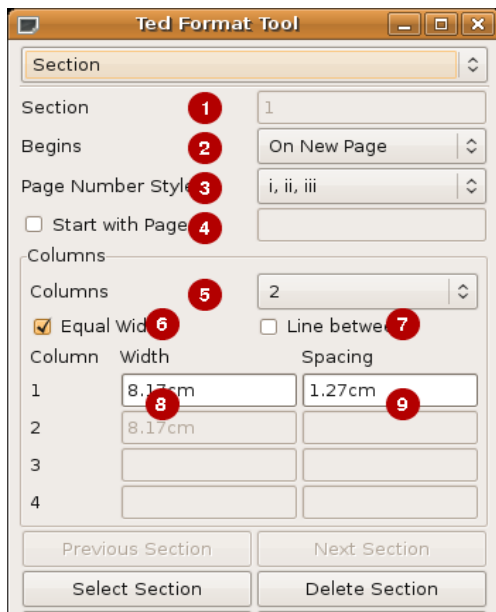 Ted Format Tool
Section
Section 1 1
Begins 2 On New Page
Page Number Style 3 i, ii, iii
Start with Page 4
Columns
Columns 5 2
Equal Wid 6 Line betwee 7
Column Width Spacing
1 8.17cm 8 1.27cm 9
2 8.17cm
3
4
Previous Section Next Section
Select Section Delete Section